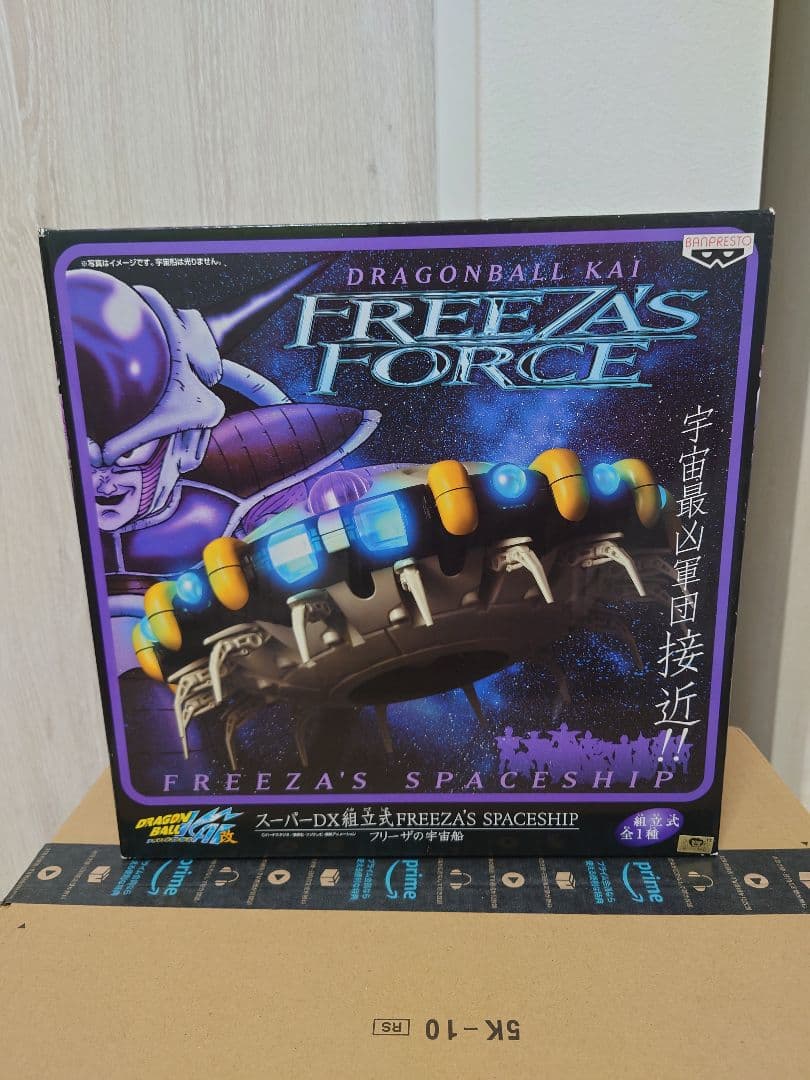 ※写真はイメージです。宇宙船は光りません。
BANPRESTO
DRAGONBALL KAI
FREEZA'S
FORCE
宇宙最凶軍団接近!!
FREEZA'S SPACESHIP
DRAGON
BALL KAI 改
スーパーDX組立式FREEZA'S SPACESHIP
フリーザの宇宙船
組立式
全1種
prime
prime
prime
5K-10 RS